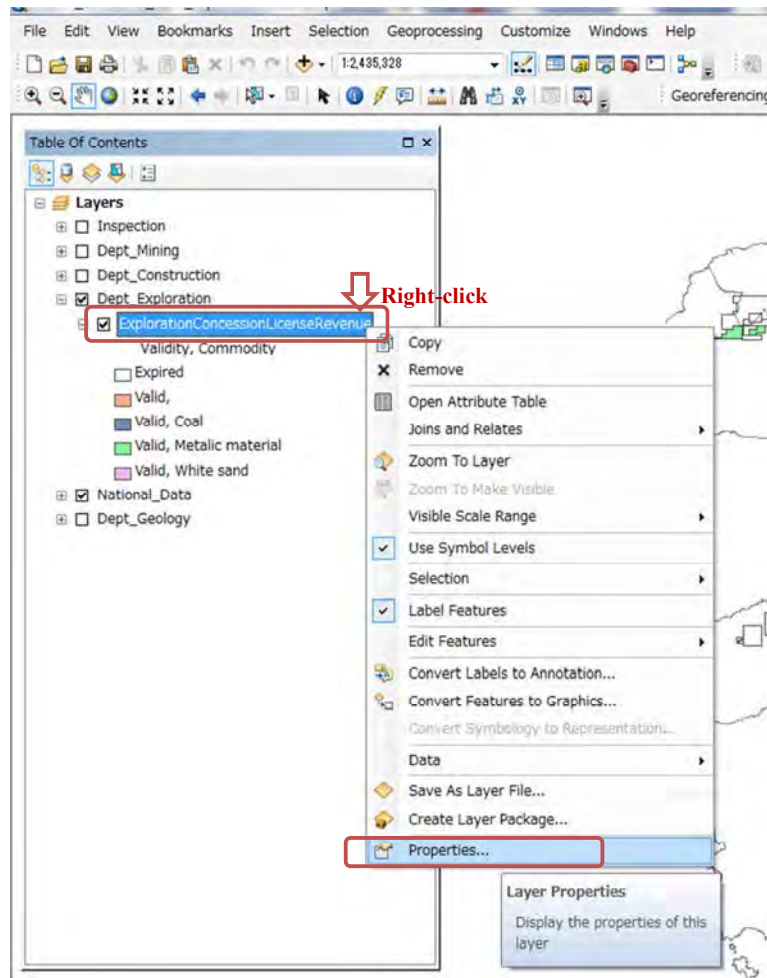 File Edit View Bookmarks Insert Selection Geoprocessing Customize Windows Help
1:2,435,328
Georeferencing
Table Of Contents
Layers
Inspection
Dept_Mining
Dept_Construction
Dept_Exploration
Right-click
ExplorationConcessionLicenseRevenue
Validity, Commodity
Expired
Valid,
Valid, Coal
Valid, Metalic material
Valid, White sand
National_Data
Dept_Geology
Copy
Remove
Open Attribute Table
Joins and Relates
Zoom To Layer
Zoom To Make Visible
Visible Scale Range
Use Symbol Levels
Selection
Label Features
Edit Features
Convert Labels to Annotation...
Convert Features to Graphics...
Convert Symbology to Representation...
Data
Save As Layer File...
Create Layer Package...
Properties...
Layer Properties
Display the properties of this
layer